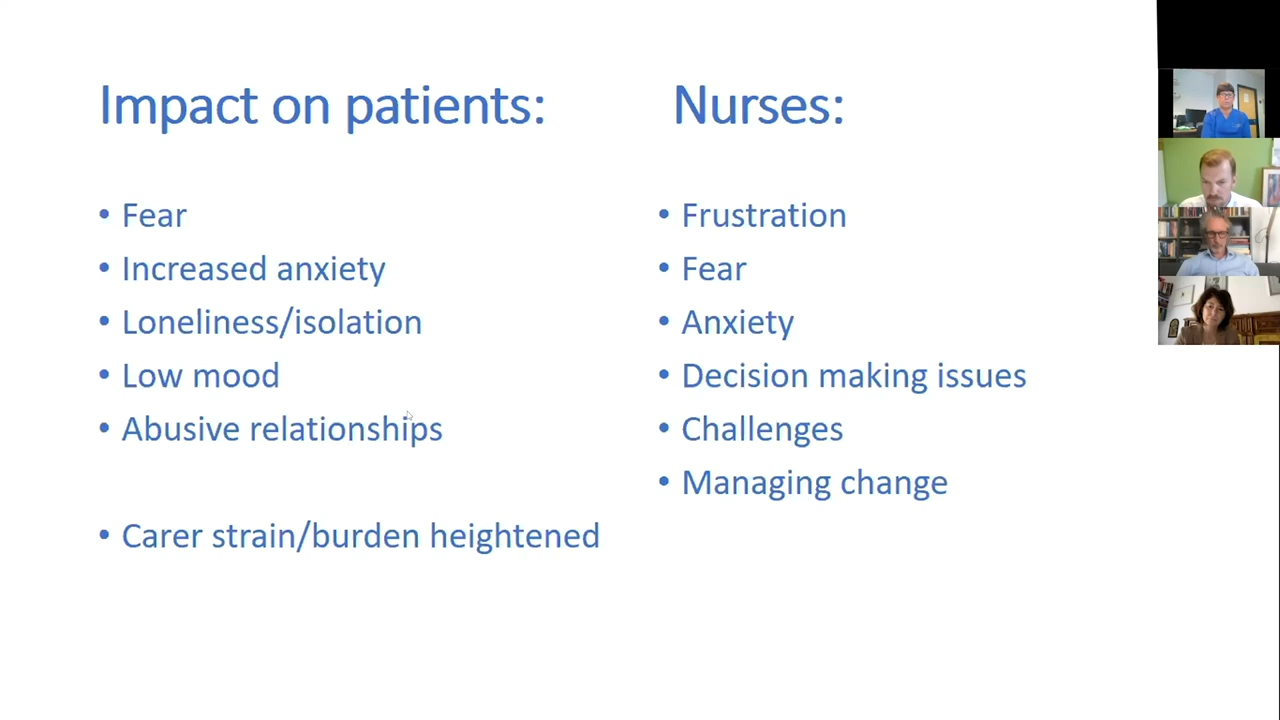 Impact on patients:
• Fear
• Increased anxiety
• Loneliness/isolation
• Low mood
• Abusive relationships
• Carer strain/burden heightened
Nurses:
• Frustration
• Fear
• Anxiety
• Decision making issues
• Challenges
• Managing change